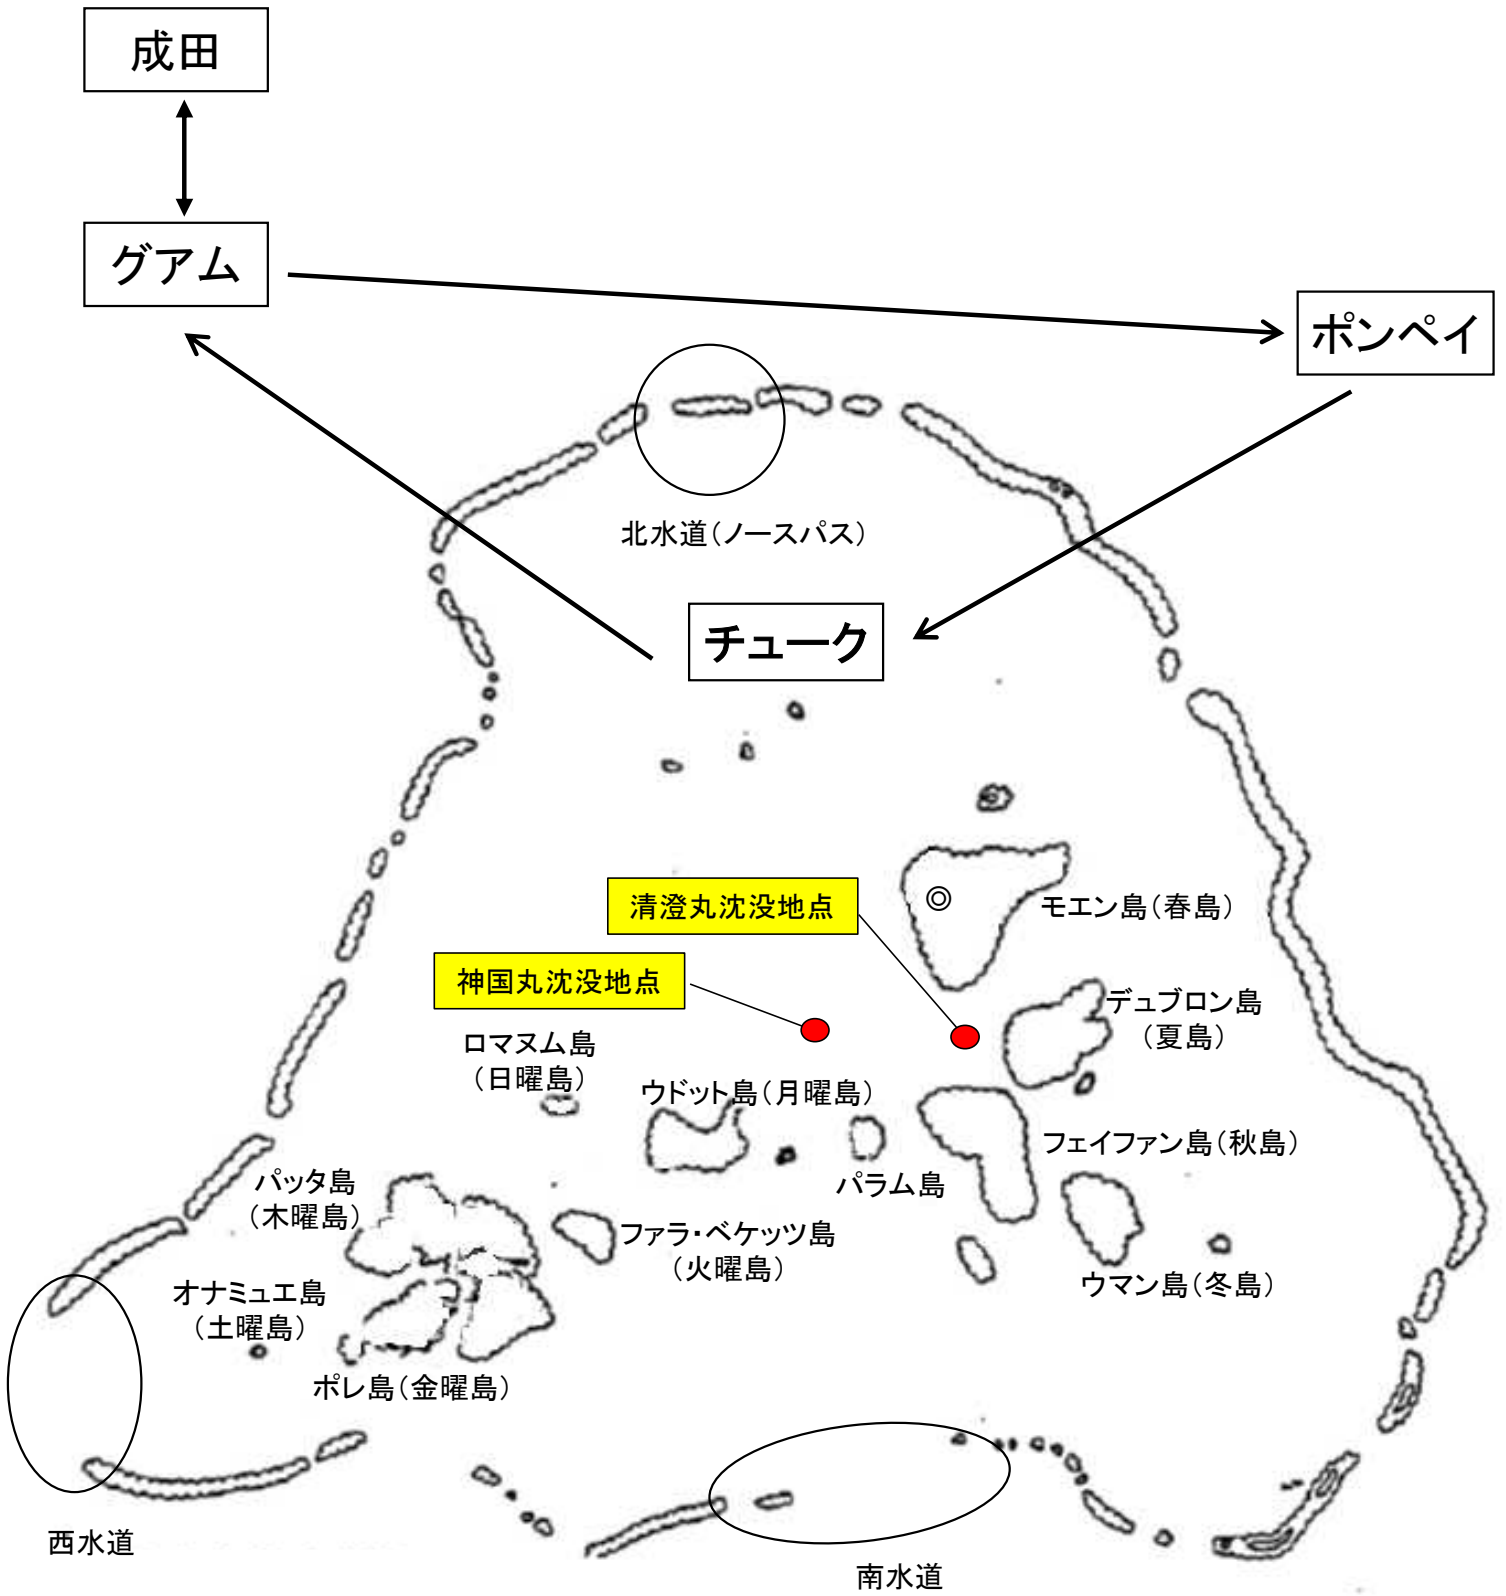 成田
グアム
ポンペイ
北水道（ノースパス）
チューク
清澄丸沈没地点
モエン島（春島）
神国丸沈没地点
デュブロン島
（夏島）
ロマヌム島
（日曜島）
ウドット島（月曜島）
フェイファン島（秋島）
パラム島
パッタ島
（木曜島）
ファラ・ベケッツ島
（火曜島）
ウマン島（冬島）
オナミュエ島
（土曜島）
ポレ島（金曜島）
西水道
南水道